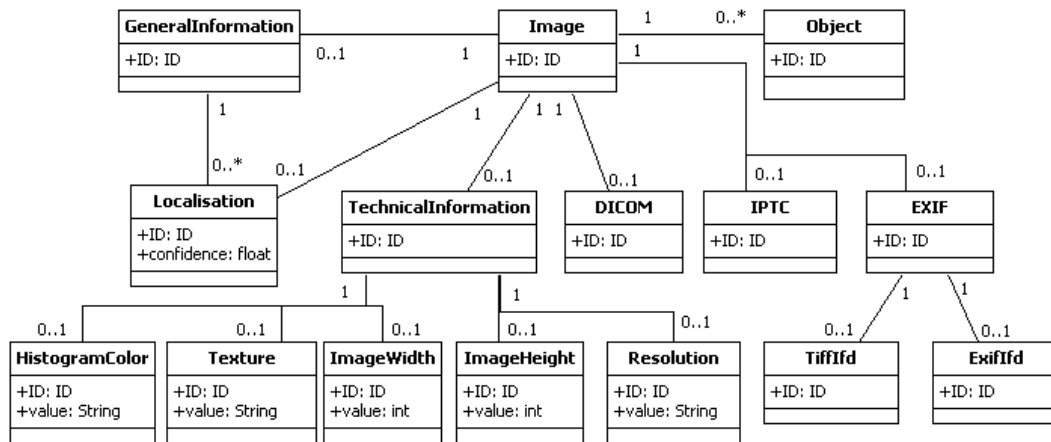 GeneralInformation
+ID: ID
Image
+ID: ID
Object
+ID: ID
0..1
1
1
0..*
1
1
0..*
1
0..1
1
1
0..1
0..1
0..1
0..1
Localisation
+ID: ID
+confidence: float
TechnicalInformation
+ID: ID
DICOM
+ID: ID
IPTC
+ID: ID
EXIF
+ID: ID
1
1
1
1
0..1
0..1
0..1
0..1
0..1
0..1
0..1
HistogramColor
+ID: ID
+value: String
Texture
+ID: ID
+value: String
ImageWidth
+ID: ID
+value: int
ImageHeight
+ID: ID
+value: int
Resolution
+ID: ID
+value: String
TiffIfd
+ID: ID
ExifIfd
+ID: ID